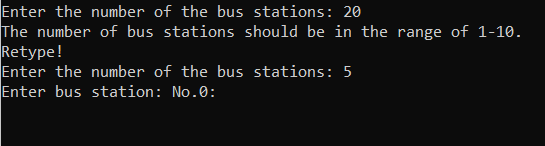 Enter the number of the bus stations: 20
The number of bus stations should be in the range of 1-10.
Retype!
Enter the number of the bus stations: 5
Enter bus station: No.0: